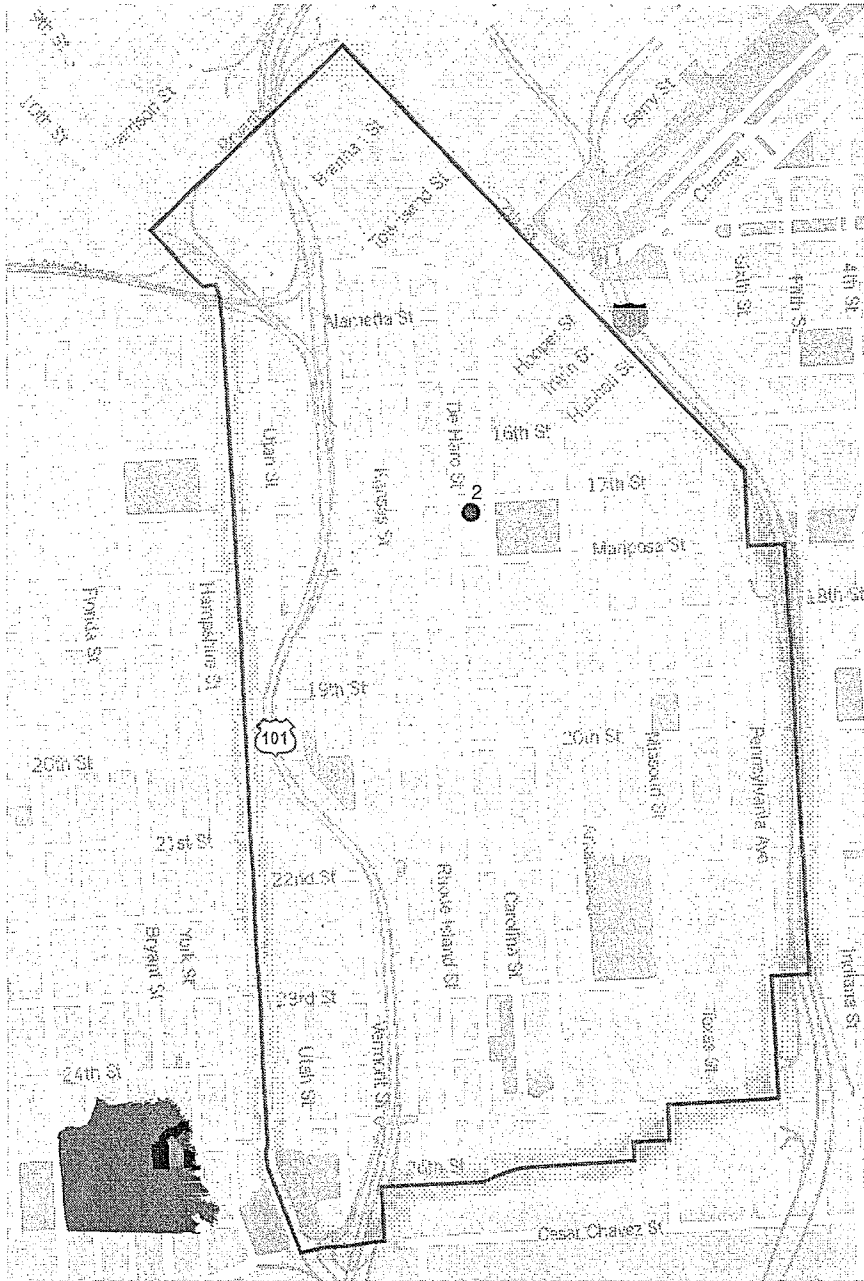 9th St
10th St
Harrison St
Bryant
Berry St
Brannan St
Channel
Townsend St
Sixth St
4th St
Alameda St
Hooper St
Irwin St
Hubbell St
De Haro St
16th St
Utah St
17th St
2
Kansas St
Mariposa St
18th St
Hampshire St
Florida St
19th St
101
20th St
20th St
Missouri St
Pennsylvania Ave
21st St
22nd St
Rhode Island St
Carolina St
York St
Bryant St
Indiana St
23rd St
Texas St
Vermont St
Utah St
24th St
26th St
Cesar Chavez St